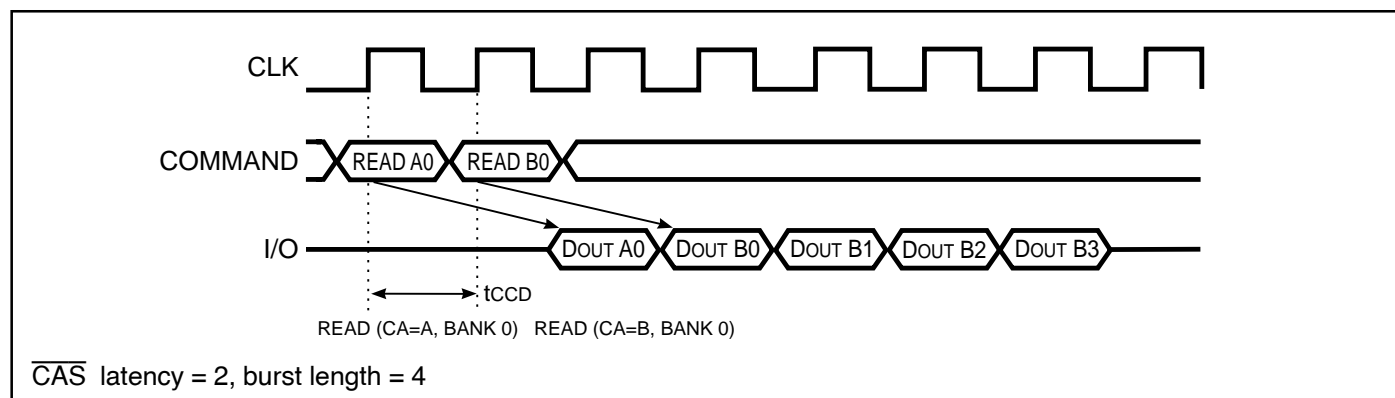 CLK
COMMAND READ A0 READ B0
I/O DOUT A0 DOUT B0 DOUT B1 DOUT B2 DOUT B3
tCCD
READ (CA=A, BANK 0) READ (CA=B, BANK 0)
CAS latency = 2, burst length = 4